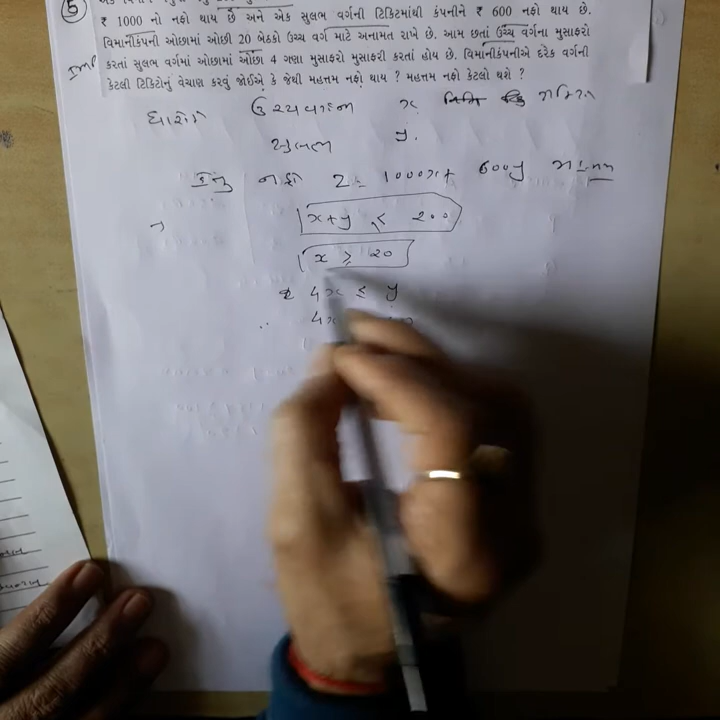 5
₹ 1000 નો નફો થાય છે અને એક સુલભ વર્ગની ટિકિટમાંથી કંપનીને ₹ 600 નફો થાય છે.
વિમાનીકંપની ઓછામાં ઓછી 20 બેઠકો ઉચ્ચ વર્ગ માટે અનામત રાખે છે. આમ છતાં ઉચ્ચ વર્ગના મુસાફરો
કરતાં સુલભ વર્ગમાં ઓછામાં ઓછા 4 ગણા મુસાફરો મુસાફરી કરતાં હોય છે. વિમાનીકંપનીએ દરેક વર્ગની
IMP કેટલી ટિકિટોનું વેચાણ કરવું જોઈએ કે જેથી મહત્તમ નફો થાય ? મહત્તમ નફો કેટલો થશે ?
ધારોકે ઉચ્ચવર્ગના x
સુલભ y.
કુલ નફો Z = 1000x + 600y
x + y ≤ 200
x ≥ 20
4x ≤ y
∴ 4x